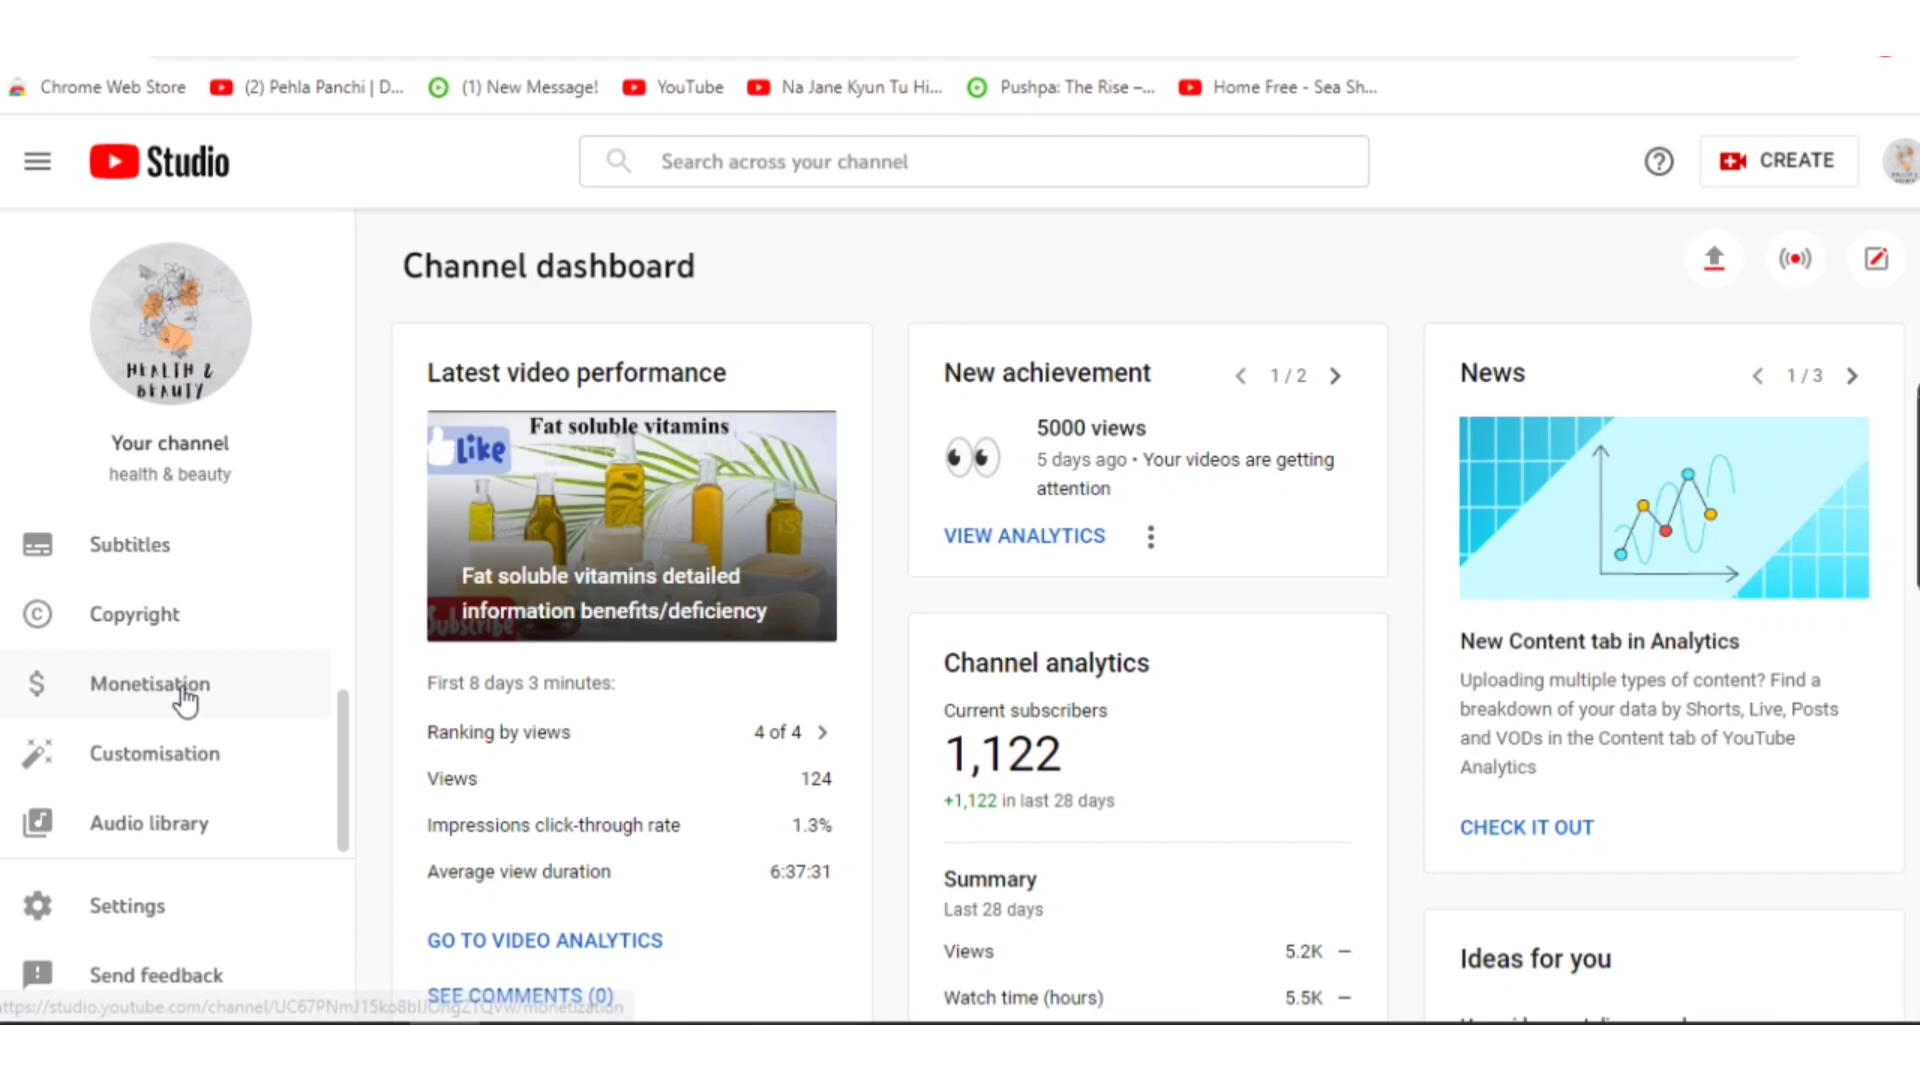 Chrome Web Store
(2) Pehla Panchi | D...
(1) New Message!
YouTube
Na Jane Kyun Tu Hi...
Pushpa: The Rise –...
Home Free - Sea Sh...
Studio
Search across your channel
CREATE
HEALTH &
BEAUTY
Your channel
health & beauty
Subtitles
Copyright
Monetisation
Customisation
Audio library
Settings
Send feedback
Channel dashboard
Latest video performance
Fat soluble vitamins
Like
Fat soluble vitamins detailed
information benefits/deficiency
Subscribe
First 8 days 3 minutes:
Ranking by views 4 of 4
Views 124
Impressions click-through rate 1.3%
Average view duration 6:37:31
GO TO VIDEO ANALYTICS
SEE COMMENTS (0)
New achievement
1 / 2
5000 views
5 days ago • Your videos are getting
attention
VIEW ANALYTICS
Channel analytics
Current subscribers
1,122
+1,122 in last 28 days
Summary
Last 28 days
Views 5.2K —
Watch time (hours) 5.5K —
News
1 / 3
New Content tab in Analytics
Uploading multiple types of content? Find a
breakdown of your data by Shorts, Live, Posts
and VODs in the Content tab of YouTube
Analytics
CHECK IT OUT
Ideas for you